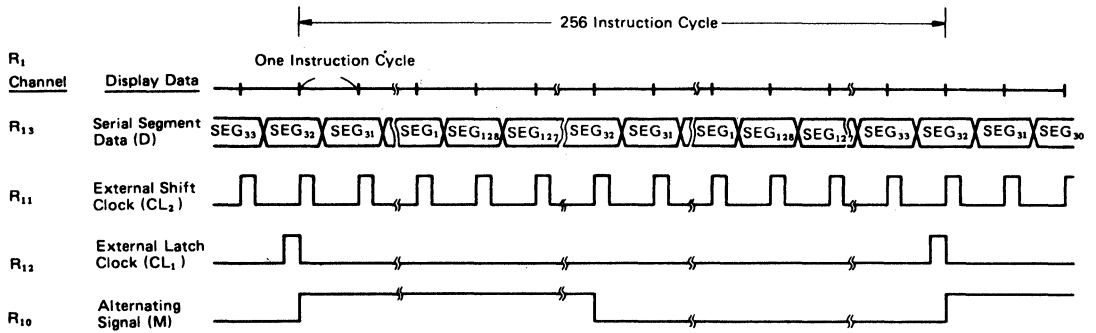 256 Instruction Cycle
R₁
Channel
Display Data
One Instruction Cycle
R₁₃
Serial Segment
Data (D)
SEG₃₃ SEG₃₂ SEG₃₁ SEG₁ SEG₁₂₈ SEG₁₂₇ SEG₃₂ SEG₃₁ SEG₁ SEG₁₂₈ SEG₁₂ SEG₃₃ SEG₃₂ SEG₃₁ SEG₃₀
R₁₁
External Shift
Clock (CL₂)
R₁₂
External Latch
Clock (CL₁)
R₁₀
Alternating
Signal (M)